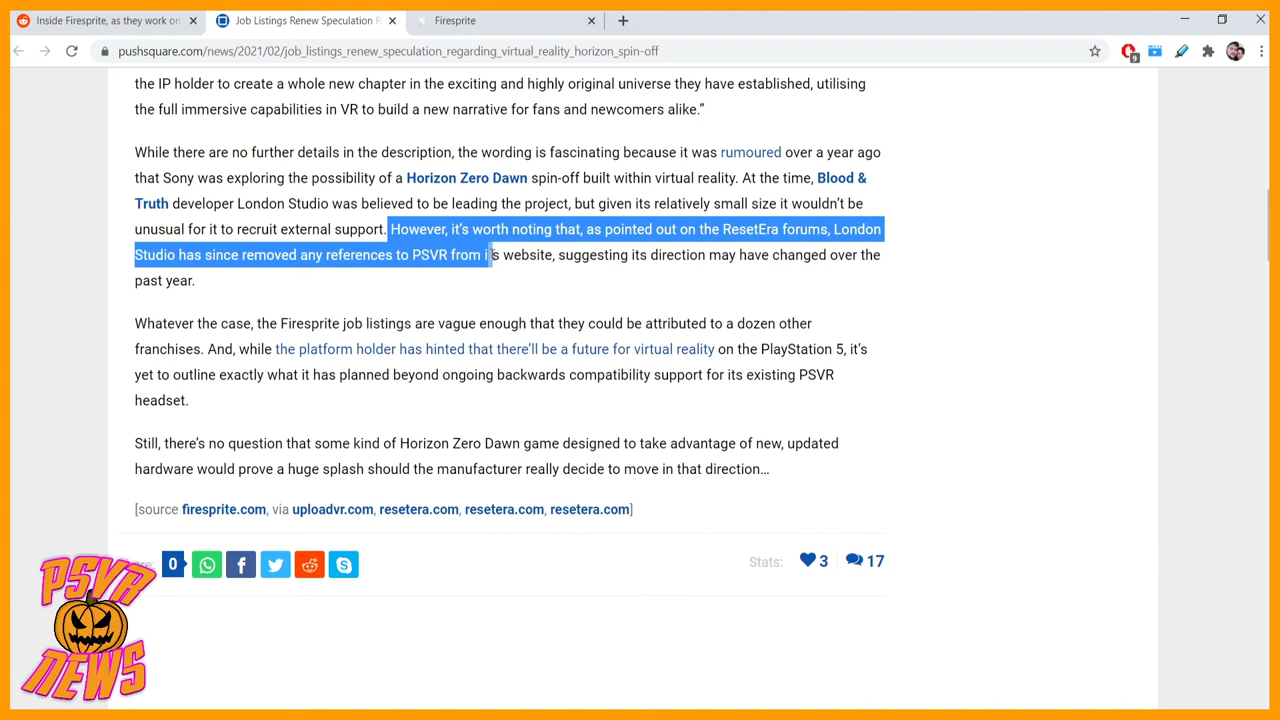 Inside Firesprite, as they work on
Job Listings Renew Speculation R
Firesprite
pushsquare.com/news/2021/02/job_listings_renew_speculation_regarding_virtual_reality_horizon_spin-off
9
the IP holder to create a whole new chapter in the exciting and highly original universe they have established, utilising
the full immersive capabilities in VR to build a new narrative for fans and newcomers alike.”
While there are no further details in the description, the wording is fascinating because it was rumoured over a year ago
that Sony was exploring the possibility of a Horizon Zero Dawn spin-off built within virtual reality. At the time, Blood &
Truth developer London Studio was believed to be leading the project, but given its relatively small size it wouldn’t be
unusual for it to recruit external support. However, it’s worth noting that, as pointed out on the ResetEra forums, London
Studio has since removed any references to PSVR from its website, suggesting its direction may have changed over the
past year.
Whatever the case, the Firesprite job listings are vague enough that they could be attributed to a dozen other
franchises. And, while the platform holder has hinted that there’ll be a future for virtual reality on the PlayStation 5, it’s
yet to outline exactly what it has planned beyond ongoing backwards compatibility support for its existing PSVR
headset.
Still, there’s no question that some kind of Horizon Zero Dawn game designed to take advantage of new, updated
hardware would prove a huge splash should the manufacturer really decide to move in that direction…
[source firesprite.com, via uploadvr.com, resetera.com, resetera.com, resetera.com]
0
Stats: 3 17
PSVR
NEWS